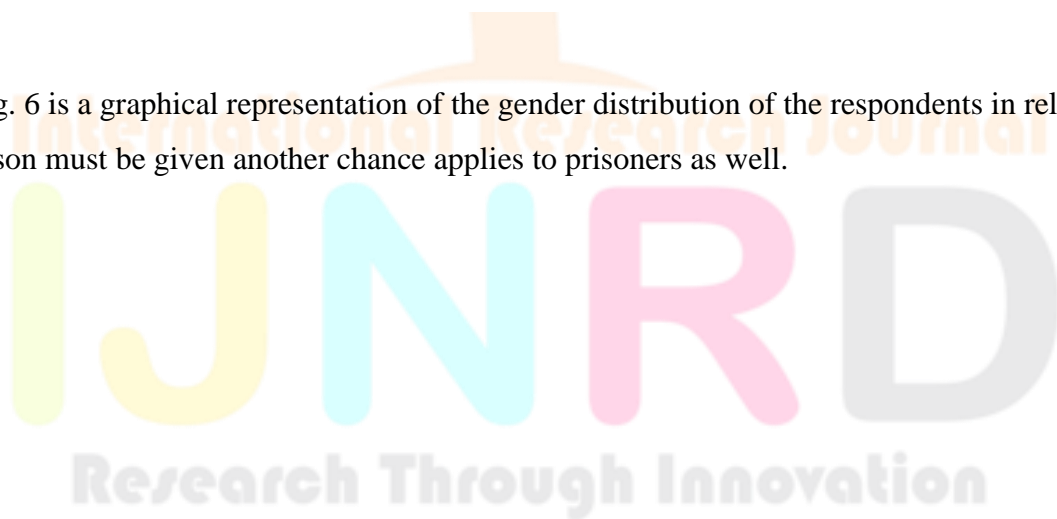 International Research Journal
g. 6 is a graphical representation of the gender distribution of the respondents in rel
son must be given another chance applies to prisoners as well.
IJNRD
Research Through Innovation